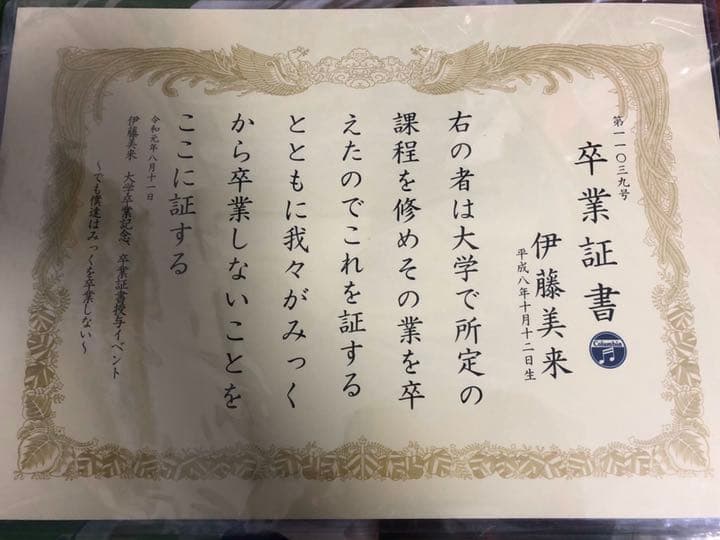 第一一〇三九号
卒業証書
Columbia
伊藤美来
平成八年十月十二日生
右の者は大学で所定の
課程を修めその業を卒
えたのでこれを証する
とともに我々がみっく
から卒業しないことを
ここに証する
令和元年八月十一日
伊藤美来 大学卒業記念、卒業証書授与イベント
～でも僕達はみっくを卒業しない～